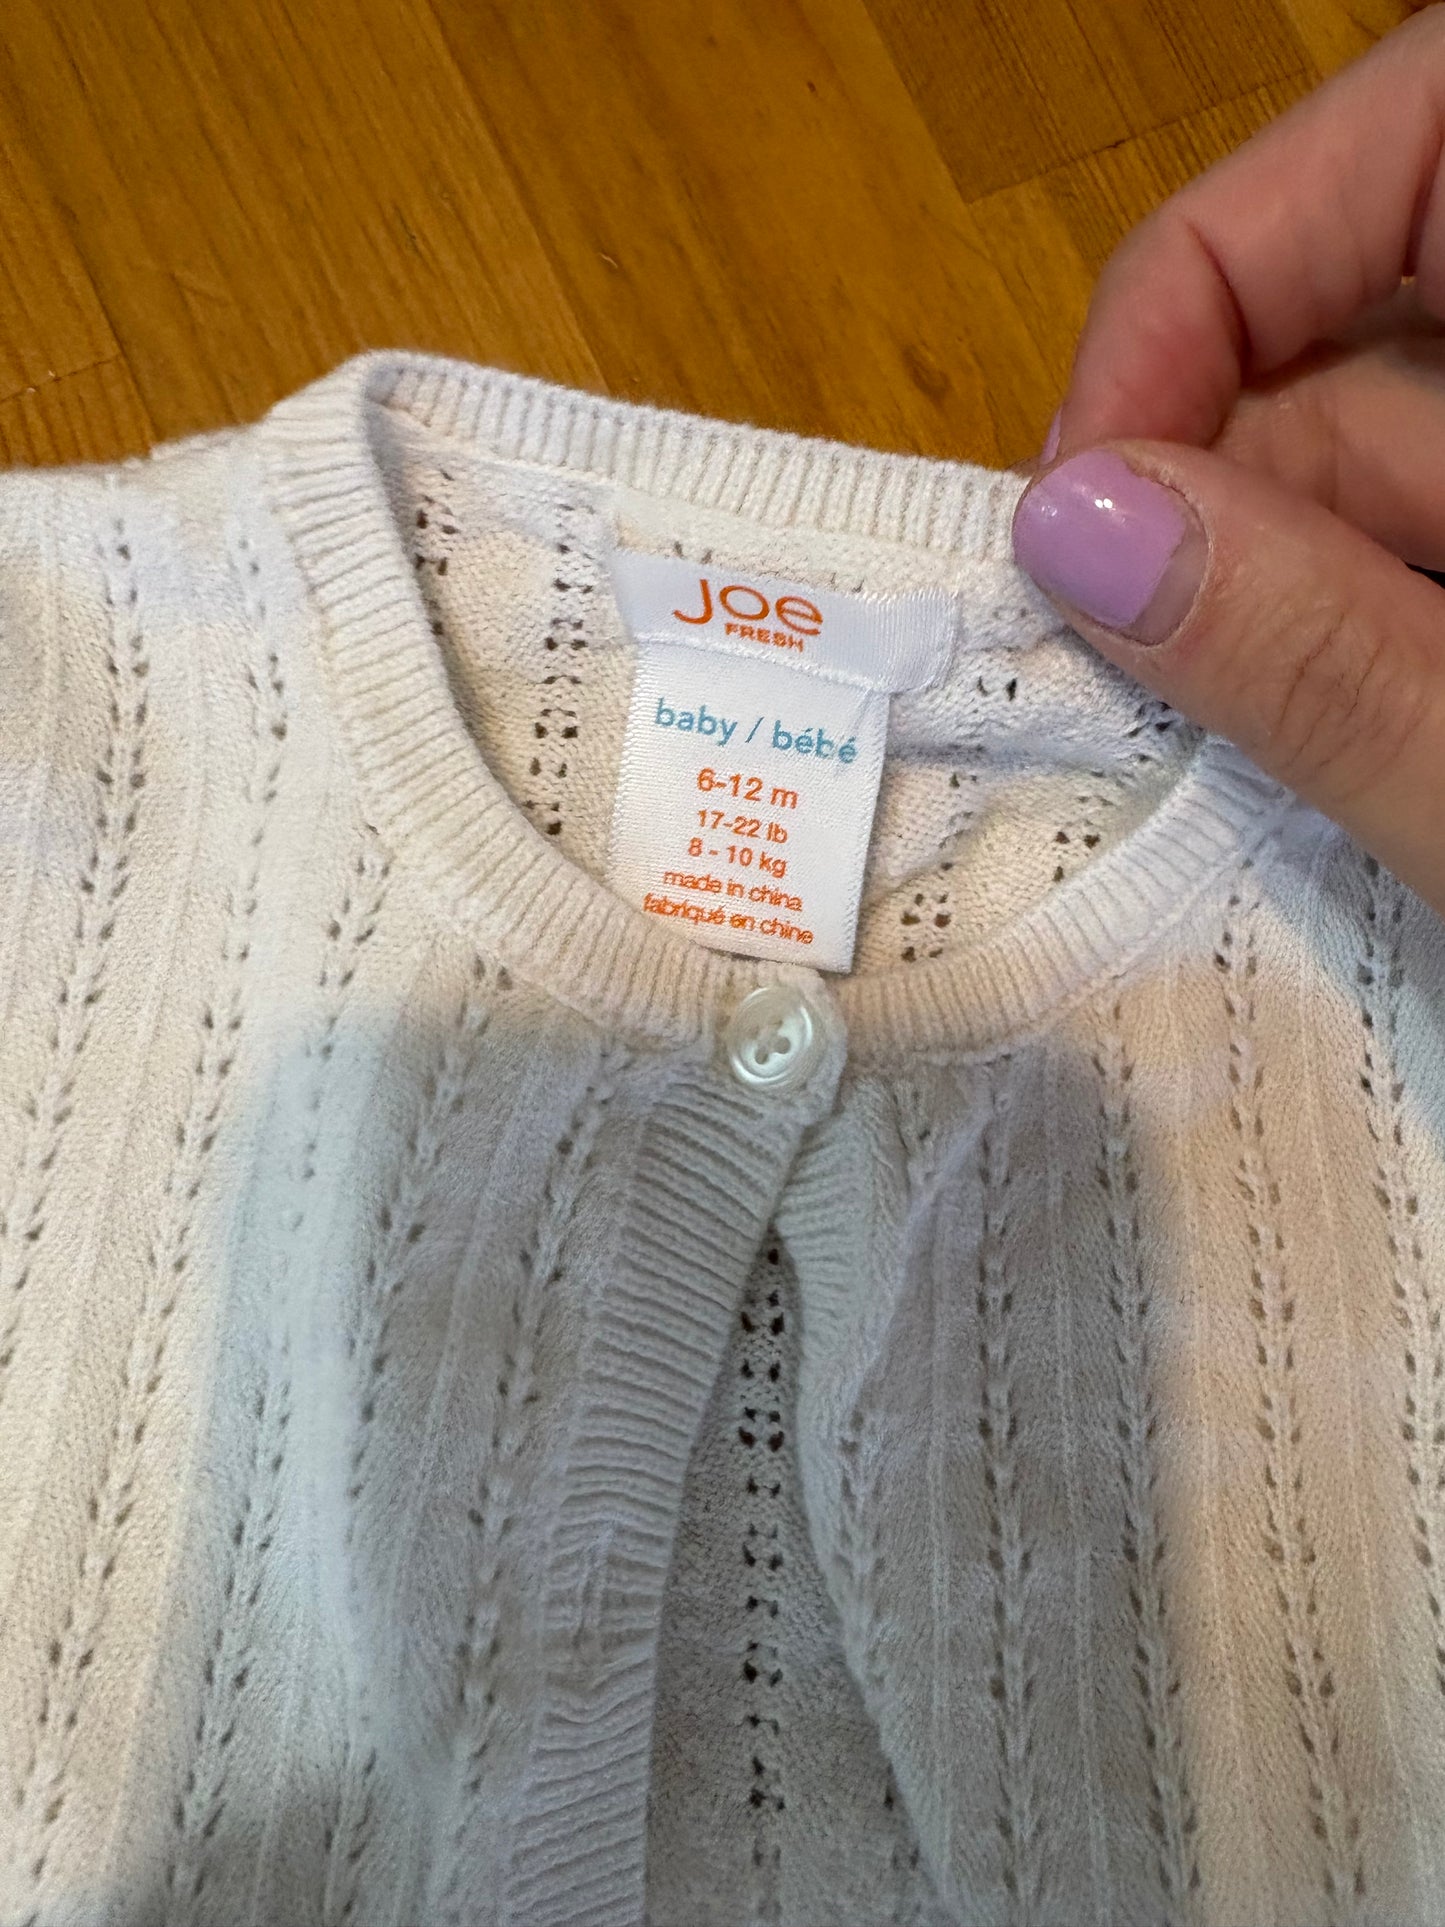 Joe
FRESH
baby / bébé
6-12 m
17-22 lb
8 - 10 kg
made in china
fabriqué en chine